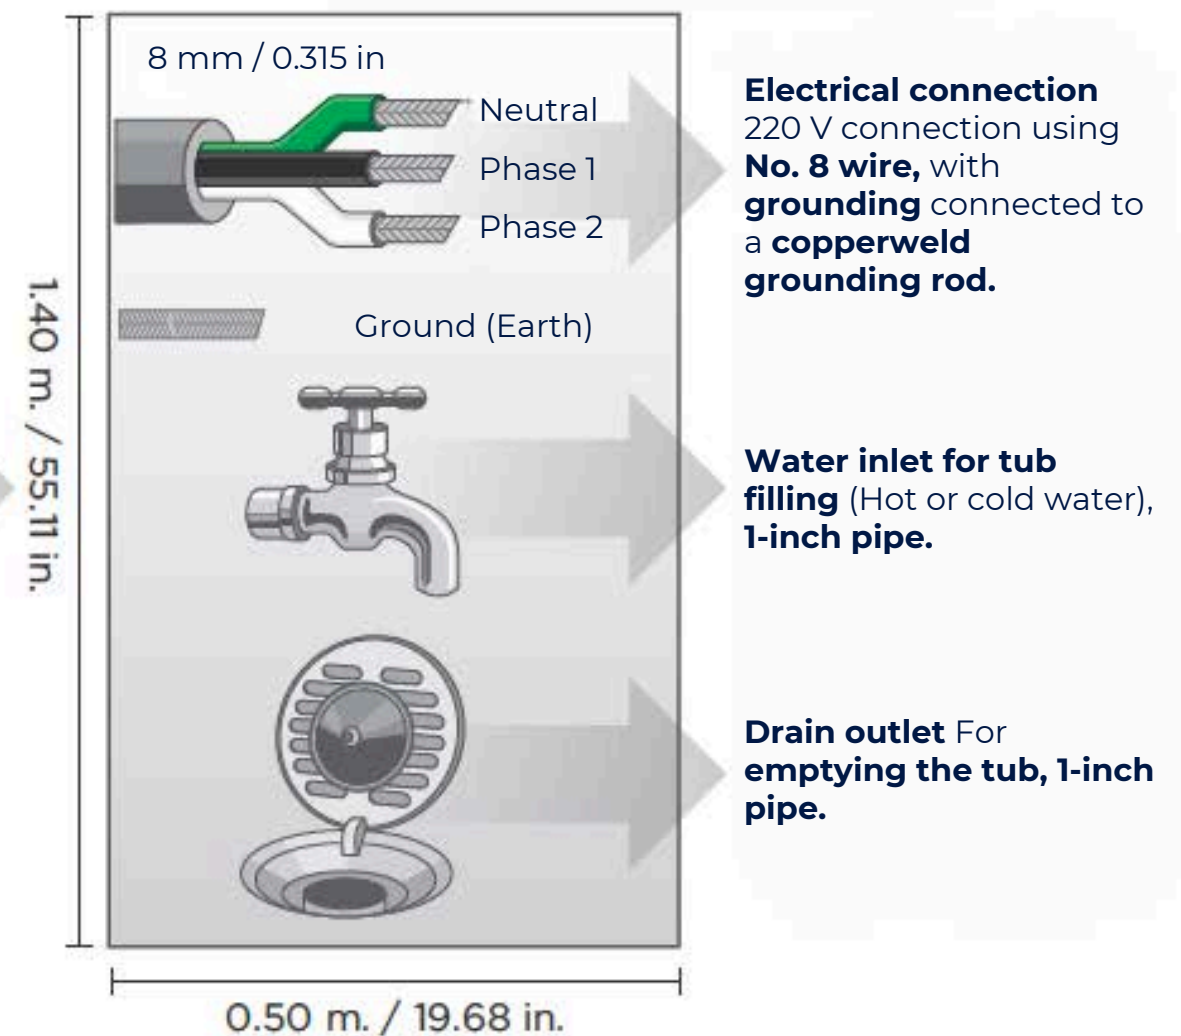 8 mm / 0.315 in
Neutral
Phase 1
Phase 2
Ground (Earth)
Electrical connection
220 V connection using
No. 8 wire, with
grounding connected to
a copperweld
grounding rod.
Water inlet for tub
filling (Hot or cold water),
1-inch pipe.
Drain outlet For
emptying the tub, 1-inch
pipe.
1.40 m. / 55.11 in.
0.50 m. / 19.68 in.